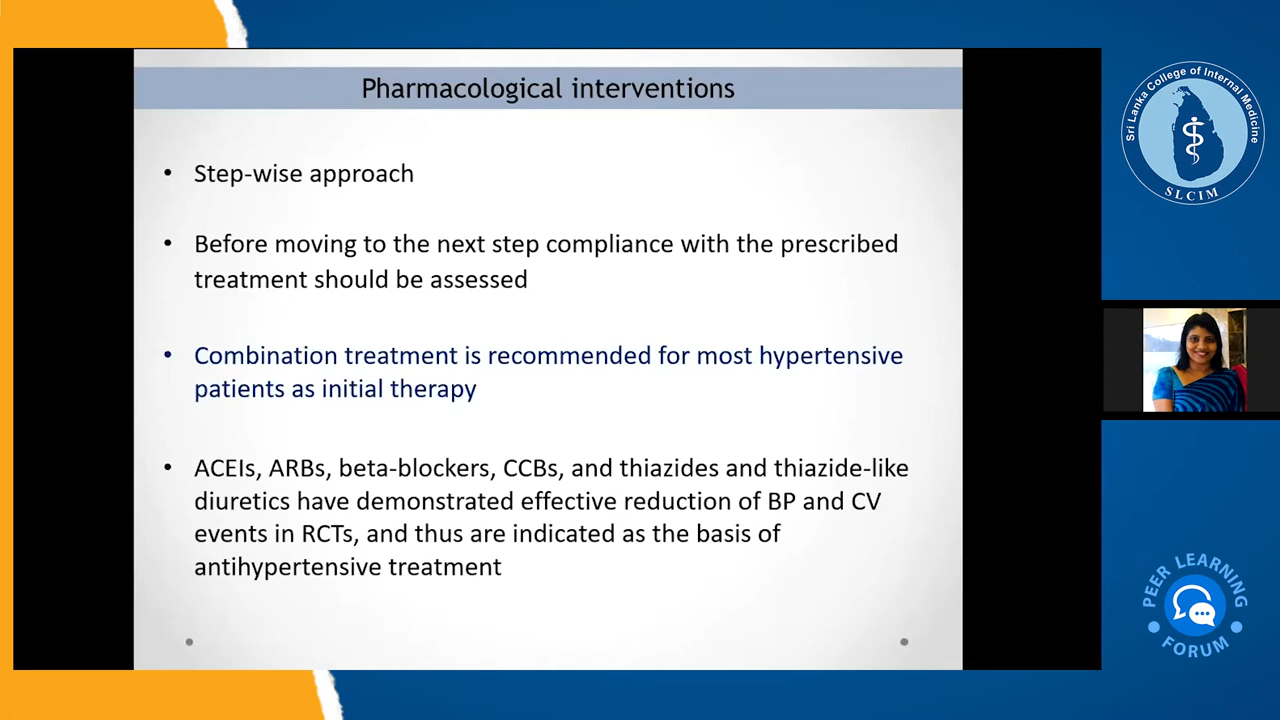 Pharmacological interventions
• Step-wise approach
• Before moving to the next step compliance with the prescribed
treatment should be assessed
• Combination treatment is recommended for most hypertensive
patients as initial therapy
• ACEIs, ARBs, beta-blockers, CCBs, and thiazides and thiazide-like
diuretics have demonstrated effective reduction of BP and CV
events in RCTs, and thus are indicated as the basis of
antihypertensive treatment
Sri Lanka College of Internal Medicine
SLCIM
PEER LEARNING
FORUM